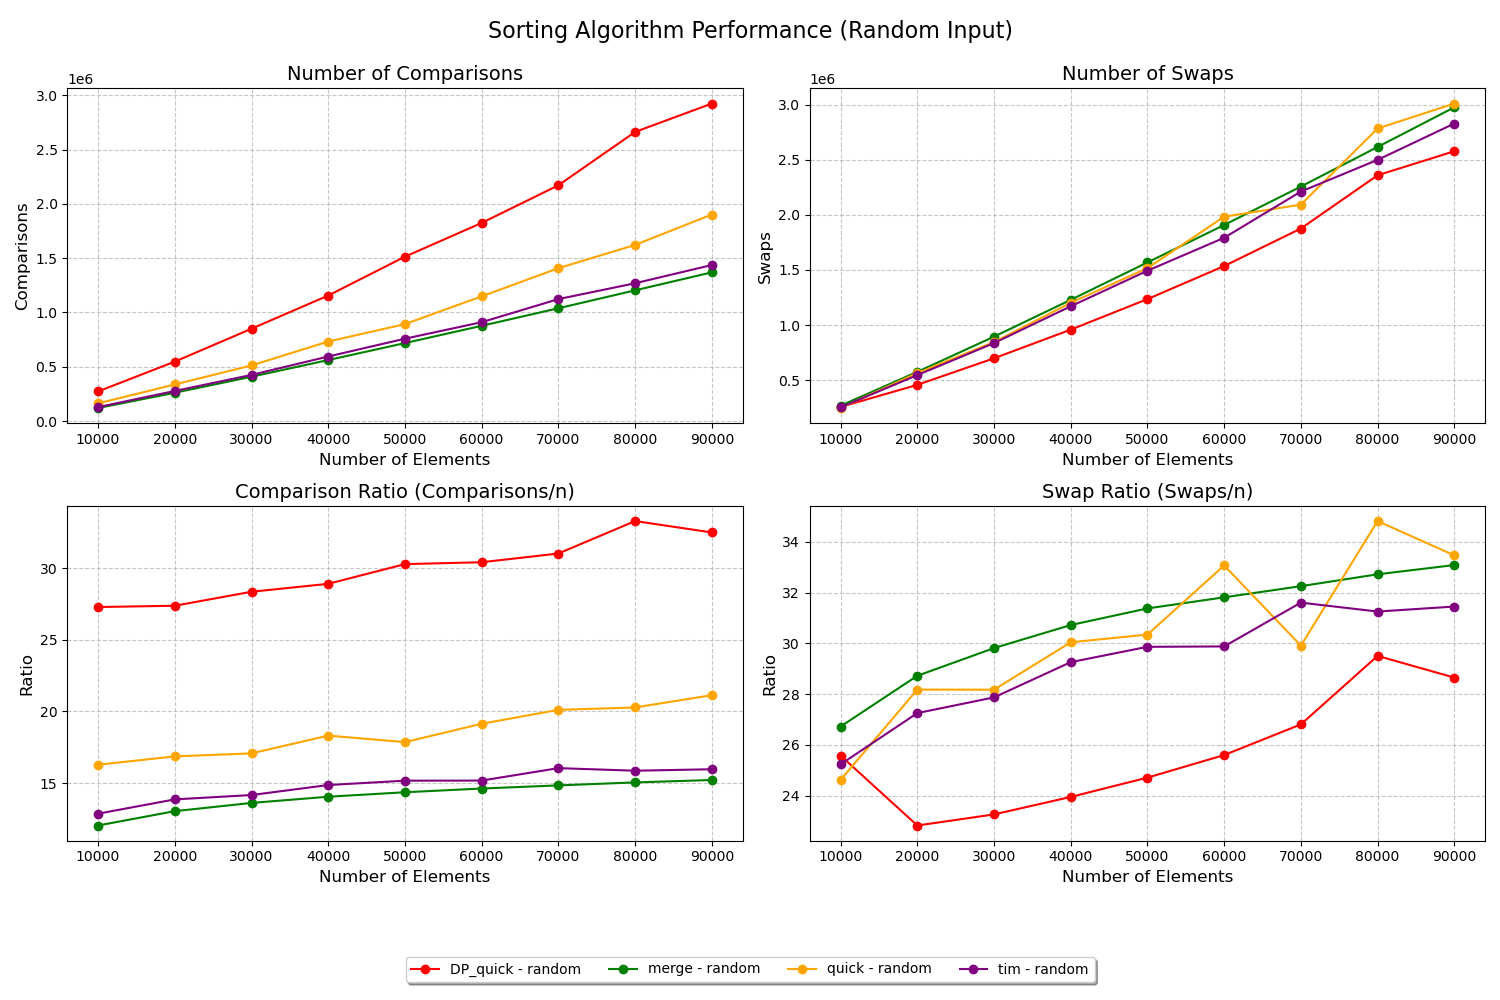 Sorting Algorithm Performance (Random Input)
Number of Comparisons
1e6
3.0
2.5
2.0
1.5
1.0
0.5
0.0
Comparisons
10000 20000 30000 40000 50000 60000 70000 80000 90000
Number of Elements
Number of Swaps
1e6
3.0
2.5
2.0
1.5
1.0
0.5
Swaps
10000 20000 30000 40000 50000 60000 70000 80000 90000
Number of Elements
Comparison Ratio (Comparisons/n)
30
25
20
15
Ratio
10000 20000 30000 40000 50000 60000 70000 80000 90000
Number of Elements
Swap Ratio (Swaps/n)
34
32
30
28
26
24
Ratio
10000 20000 30000 40000 50000 60000 70000 80000 90000
Number of Elements
DP_quick - random merge - random quick - random tim - random